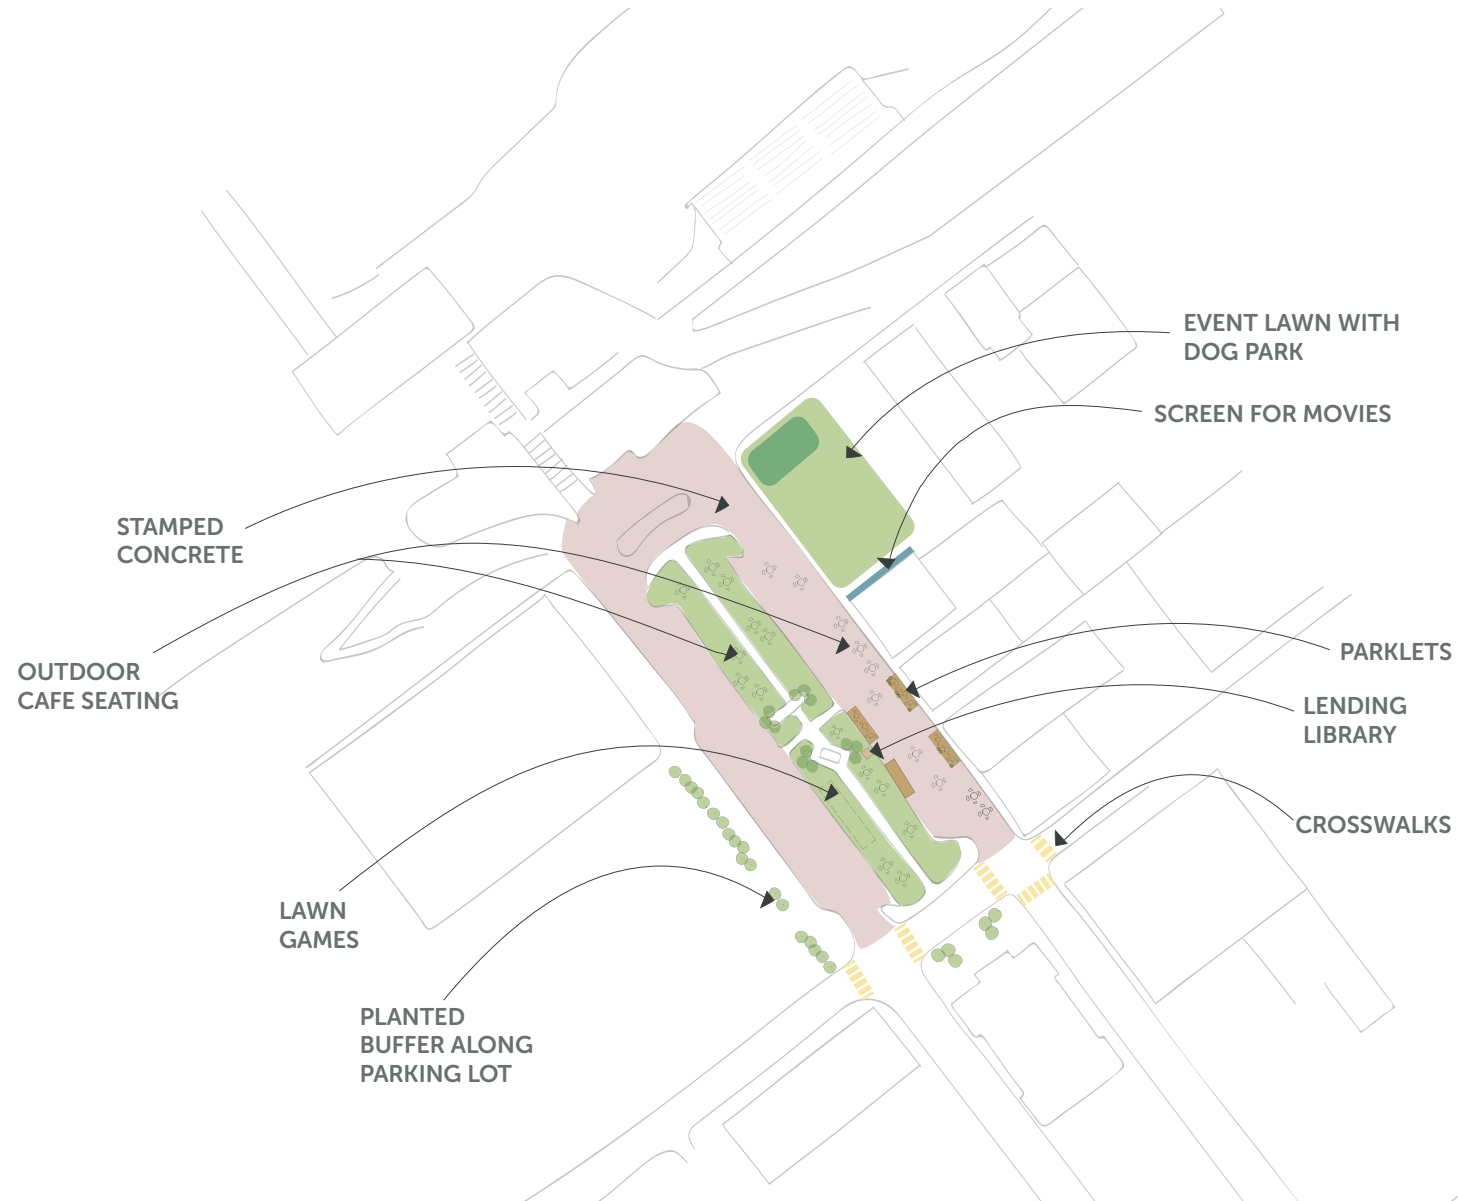 EVENT LAWN WITH
DOG PARK
SCREEN FOR MOVIES
STAMPED
CONCRETE
OUTDOOR
CAFE SEATING
PARKLETS
LENDING
LIBRARY
CROSSWALKS
LAWN
GAMES
PLANTED
BUFFER ALONG
PARKING LOT